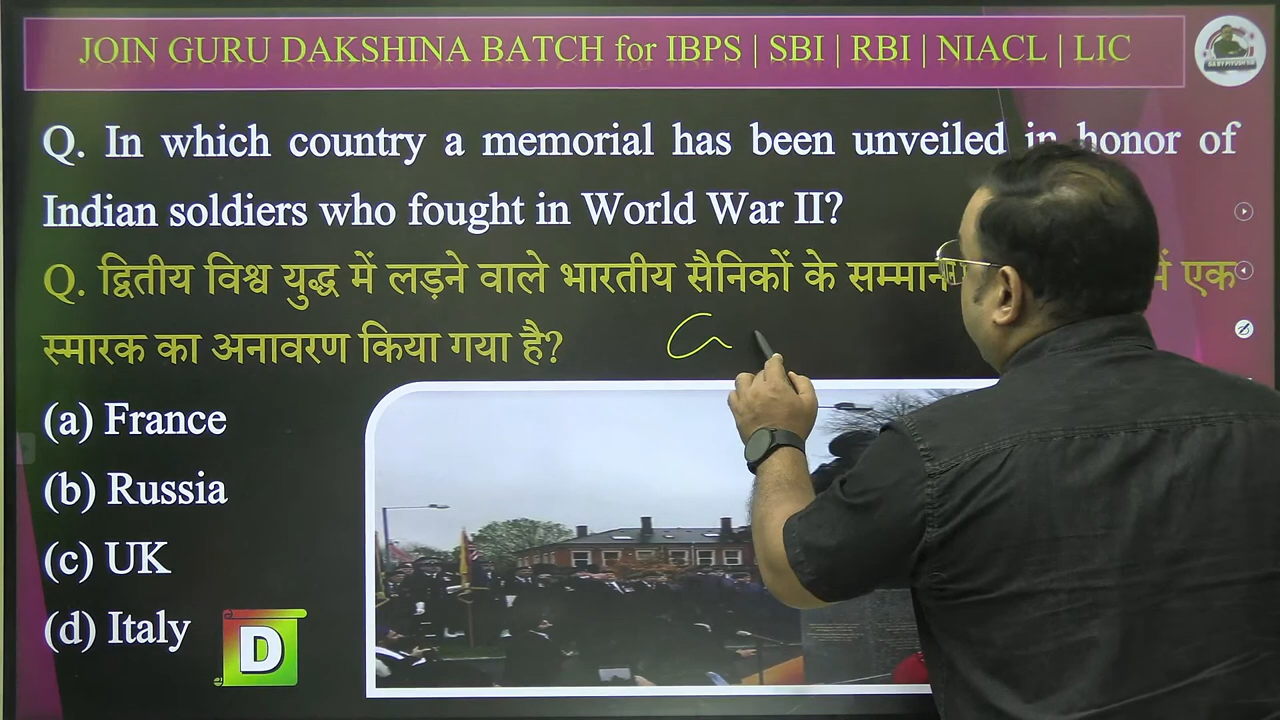 JOIN GURU DAKSHINA BATCH for IBPS | SBI | RBI | NIACL | LIC
Q. In which country a memorial has been unveiled in honor of
Indian soldiers who fought in World War II?
Q. द्वितीय विश्व युद्ध में लड़ने वाले भारतीय सैनिकों के सम्मान में एक
स्मारक का अनावरण किया गया है?
(a) France
(b) Russia
(c) UK
(d) Italy
D